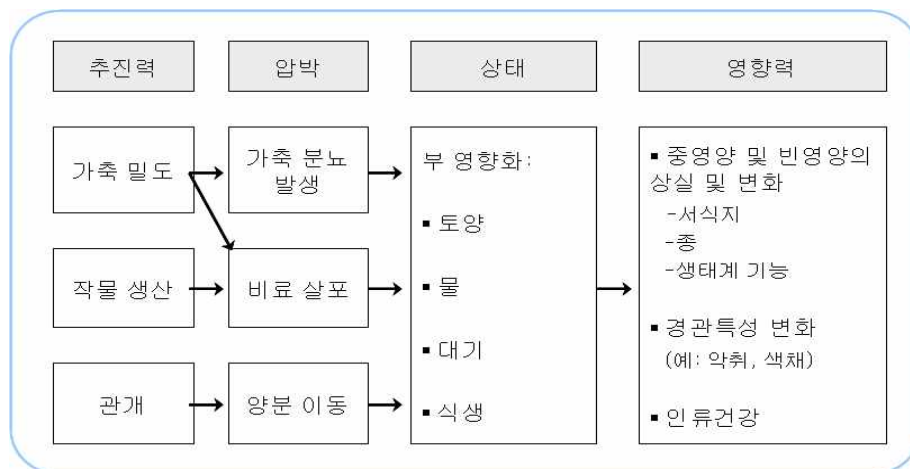 추진력
압박
상태
영향력
가축 밀도
가축 분뇨
발생
작물 생산
비료 살포
관개
양분 이동
부 영향화:
▪ 토양
▪ 물
▪ 대기
▪ 식생
▪ 중영양 및 빈영양의
상실 및 변화
-서식지
-종
-생태계 기능
▪ 경관특성 변화
(예: 악취, 색채)
▪ 인류건강